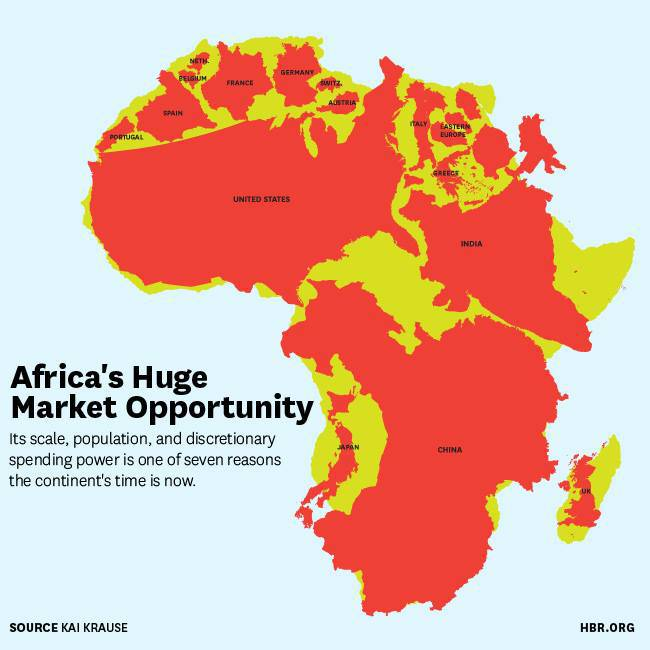 NETH.
BELGIUM
FRANCE
GERMANY
SWITZ.
AUSTRIA
SPAIN
PORTUGAL
ITALY
EASTERN
EUROPE
GREECE
UNITED STATES
INDIA
Africa's Huge
Market Opportunity
Its scale, population, and discretionary
spending power is one of seven reasons
the continent's time is now.
JAPAN
CHINA
UK
SOURCE KAI KRAUSE
HBR.ORG